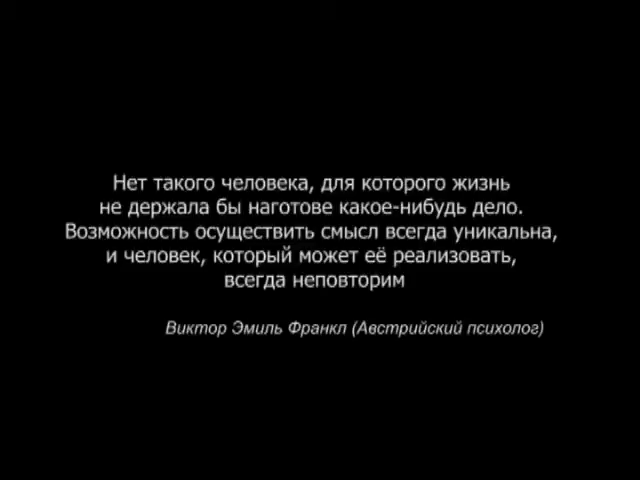 Нет такого человека, для которого жизнь
не держала бы наготове какое-нибудь дело.
Возможность осуществить смысл всегда уникальна,
и человек, который может её реализовать,
всегда неповторим
Виктор Эмиль Франкл (Австрийский психолог)